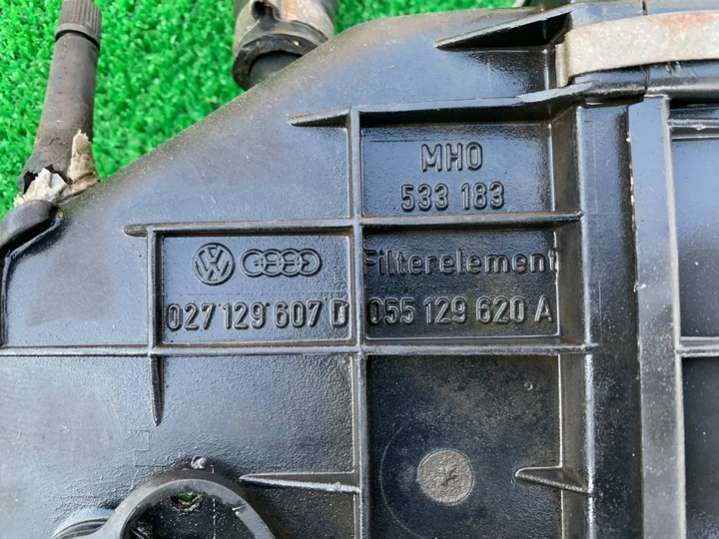 MHO
533 183
Filterelement
027 129 607 D 055 129 620 A